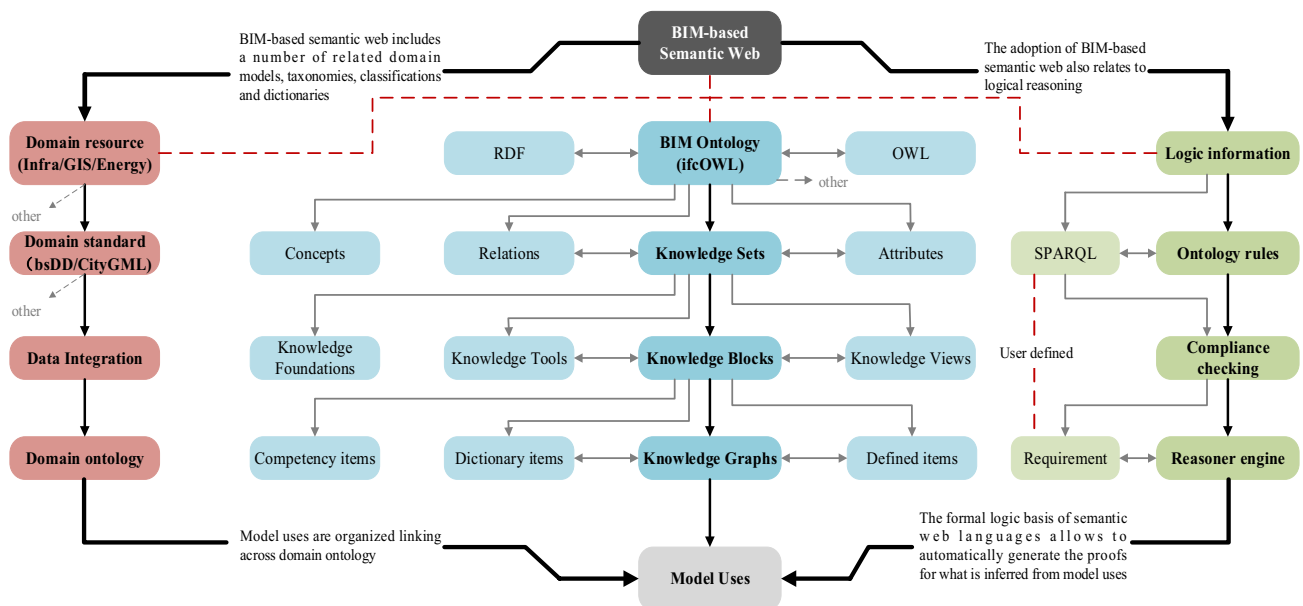 BIM-based
Semantic Web
BIM-based semantic web includes
a number of related domain
models, taxonomies, classifications
and dictionaries
The adoption of BIM-based
semantic web also relates to
logical reasoning
Domain resource
(Infra/GIS/Energy)
RDF
BIM Ontology
(ifcOWL)
OWL
Logic information
other
other
Domain standard
(bsDD/CityGML)
Concepts
Relations
Knowledge Sets
Attributes
SPARQL
Ontology rules
other
Data Integration
Knowledge
Foundations
Knowledge Tools
Knowledge Blocks
Knowledge Views
User defined
Compliance
checking
Domain ontology
Competency items
Dictionary items
Knowledge Graphs
Defined items
Requirement
Reasoner engine
Model uses are organized linking
across domain ontology
The formal logic basis of semantic
web languages allows to
automatically generate the proofs
for what is inferred from model uses
Model Uses